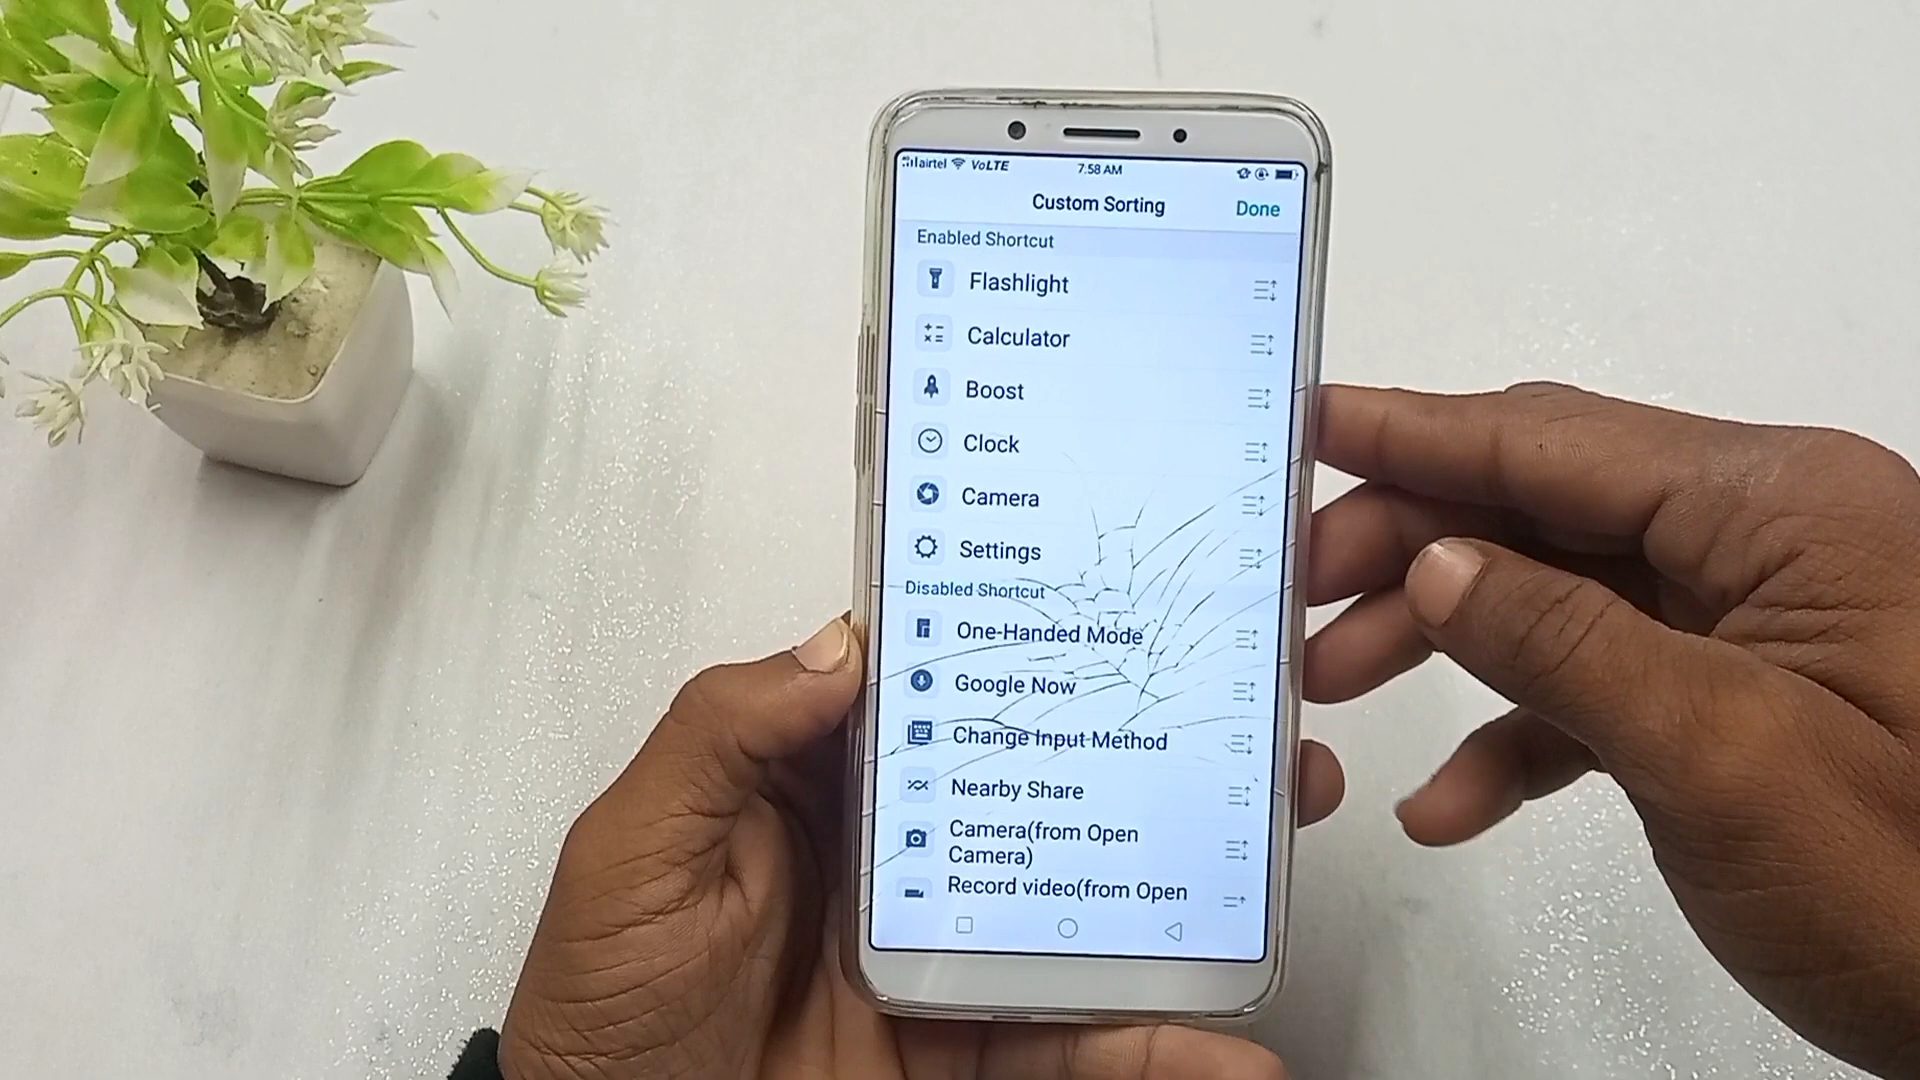 airtel VoLTE 7:58 AM
Custom Sorting Done
Enabled Shortcut
Flashlight
Calculator
Boost
Clock
Camera
Settings
Disabled Shortcut
One-Handed Mode
Google Now
Change Input Method
Nearby Share
Camera(from Open
Camera)
Record video(from Open